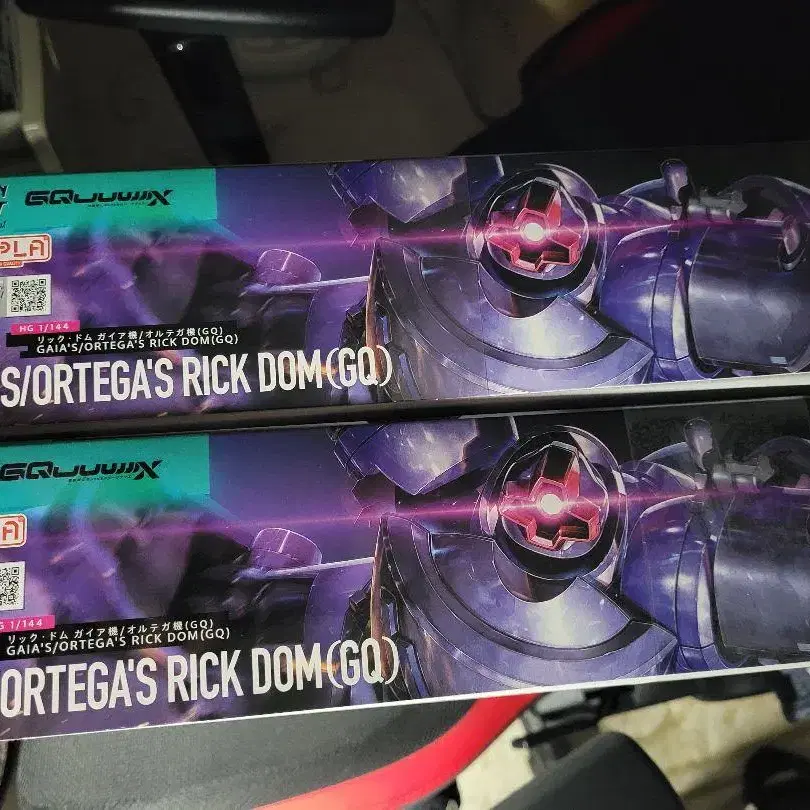 GQuuuuuuX
PLA
HG 1/144
リック・ドム ガイア機/オルテガ機(GQ)
GAIA'S/ORTEGA'S RICK DOM(GQ)
S/ORTEGA'S RICK DOM(GQ)
GQuuuuuuX
A
G 1/144
リック・ドム ガイア機/オルテガ機(GQ)
GAIA'S/ORTEGA'S RICK DOM(GQ)
ORTEGA'S RICK DOM(GQ)